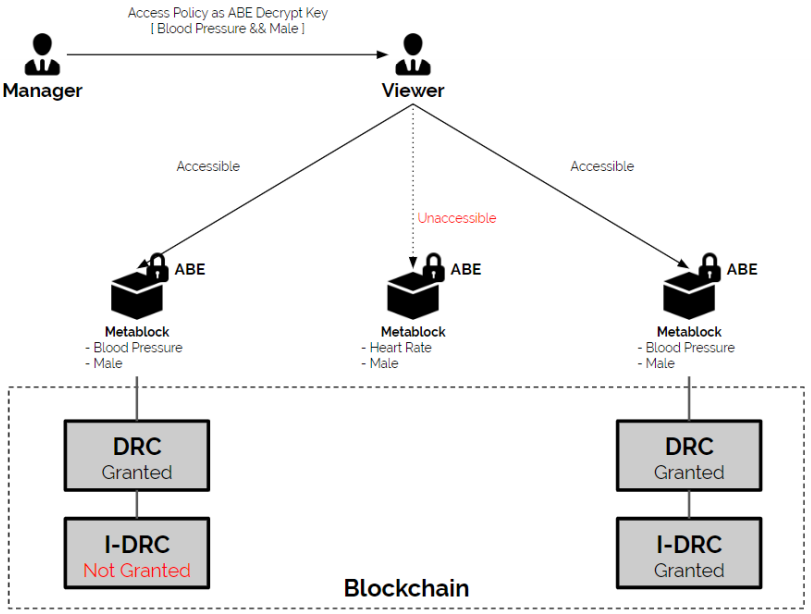 Access Policy as ABE Decrypt Key
[ Blood Pressure && Male ]
Manager
Viewer
Accessible
Accessible
Unaccessible
ABE
ABE
ABE
Metablock
- Blood Pressure
- Male
Metablock
- Heart Rate
- Male
Metablock
- Blood Pressure
- Male
DRC
Granted
DRC
Granted
I-DRC
Not Granted
I-DRC
Granted
Blockchain